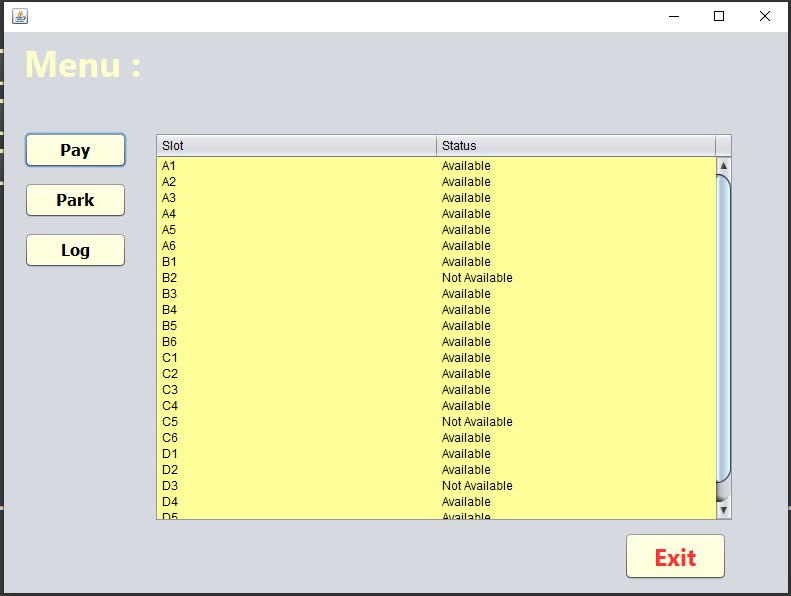 Menu :
Pay
Park
Log
Slot Status
A1 Available
A2 Available
A3 Available
A4 Available
A5 Available
A6 Available
B1 Available
B2 Not Available
B3 Available
B4 Available
B5 Available
B6 Available
C1 Available
C2 Available
C3 Available
C4 Available
C5 Not Available
C6 Available
D1 Available
D2 Available
D3 Not Available
D4 Available
D5 Available
Exit